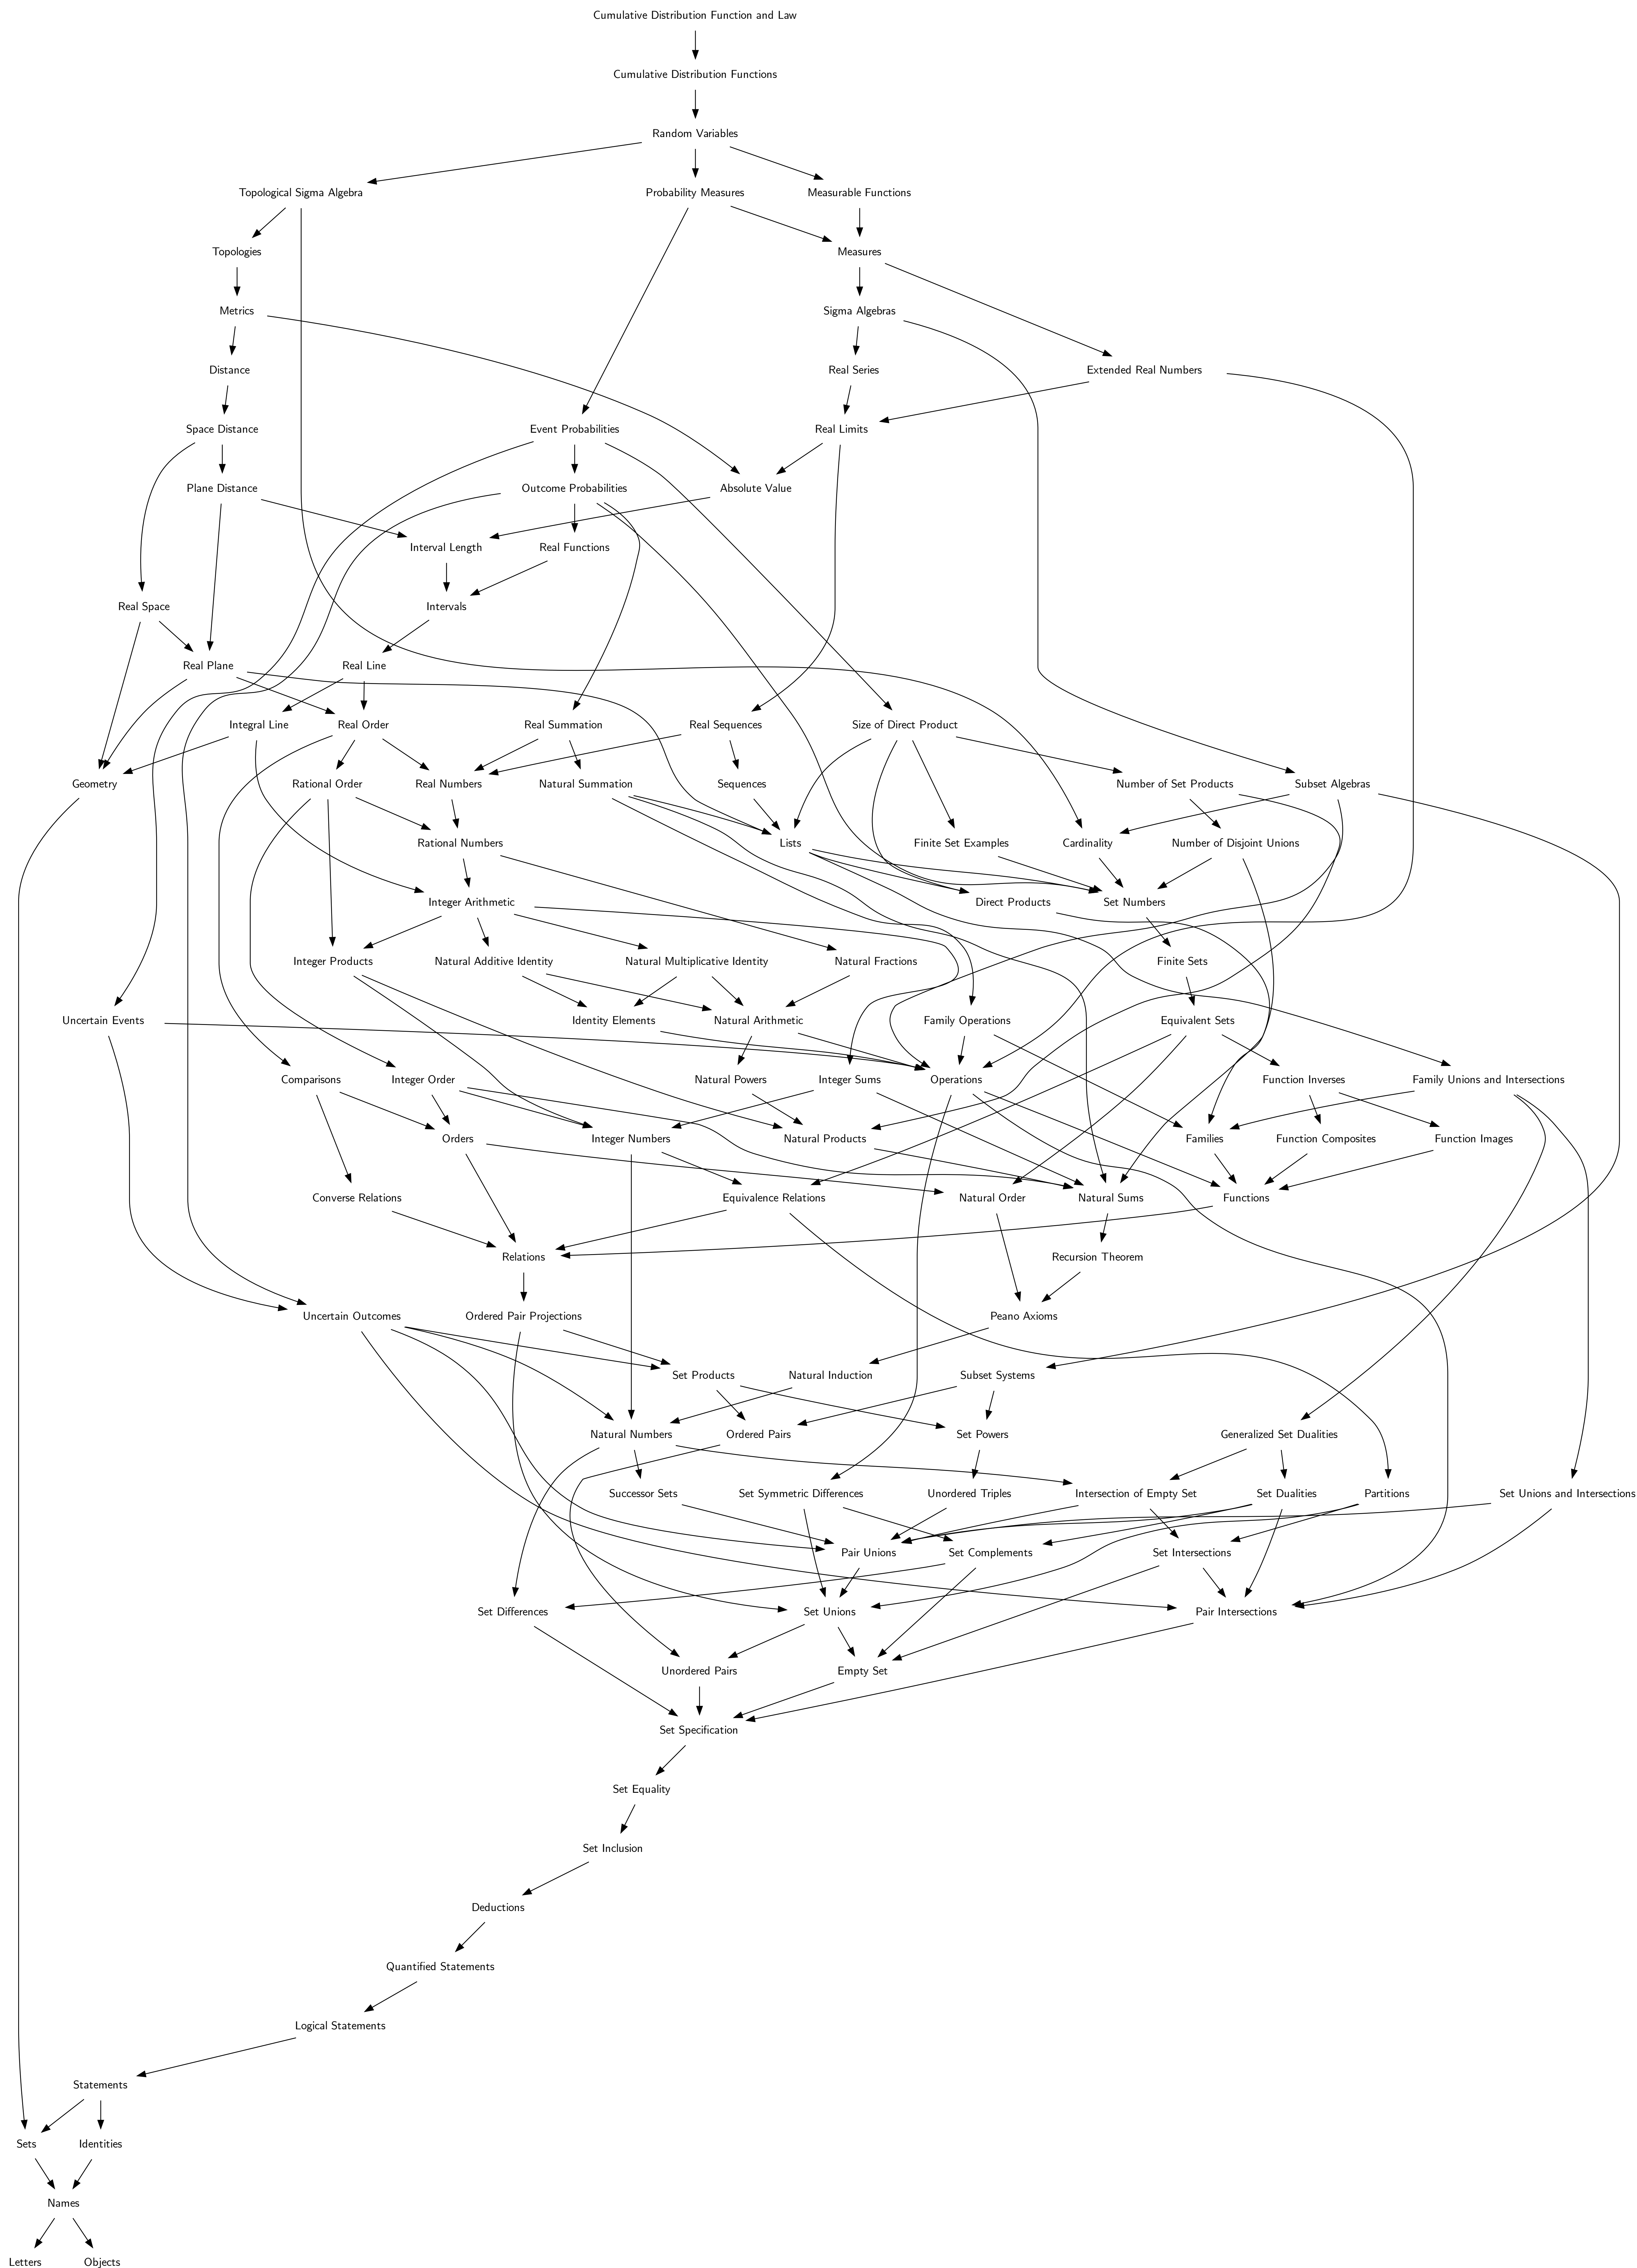 Cumulative Distribution Function and Law
Cumulative Distribution Functions
Random Variables
Topological Sigma Algebra
Probability Measures
Measurable Functions
Topologies
Measures
Metrics
Sigma Algebras
Distance
Real Series
Extended Real Numbers
Space Distance
Event Probabilities
Real Limits
Plane Distance
Outcome Probabilities
Absolute Value
Interval Length
Real Functions
Real Space
Intervals
Real Plane
Real Line
Integral Line
Real Order
Real Summation
Real Sequences
Size of Direct Product
Geometry
Rational Order
Real Numbers
Natural Summation
Sequences
Number of Set Products
Subset Algebras
Rational Numbers
Lists
Finite Set Examples
Cardinality
Number of Disjoint Unions
Integer Arithmetic
Direct Products
Set Numbers
Integer Products
Natural Additive Identity
Natural Multiplicative Identity
Natural Fractions
Finite Sets
Uncertain Events
Identity Elements
Natural Arithmetic
Family Operations
Equivalent Sets
Comparisons
Integer Order
Natural Powers
Integer Sums
Operations
Function Inverses
Family Unions and Intersections
Orders
Integer Numbers
Natural Products
Families
Function Composites
Function Images
Converse Relations
Equivalence Relations
Natural Order
Natural Sums
Functions
Relations
Recursion Theorem
Uncertain Outcomes
Ordered Pair Projections
Peano Axioms
Set Products
Natural Induction
Subset Systems
Natural Numbers
Ordered Pairs
Set Powers
Generalized Set Dualities
Successor Sets
Set Symmetric Differences
Unordered Triples
Intersection of Empty Set
Set Dualities
Partitions
Set Unions and Intersections
Pair Unions
Set Complements
Set Intersections
Set Differences
Set Unions
Pair Intersections
Unordered Pairs
Empty Set
Set Specification
Set Equality
Set Inclusion
Deductions
Quantified Statements
Logical Statements
Statements
Sets
Identities
Names
Letters
Objects